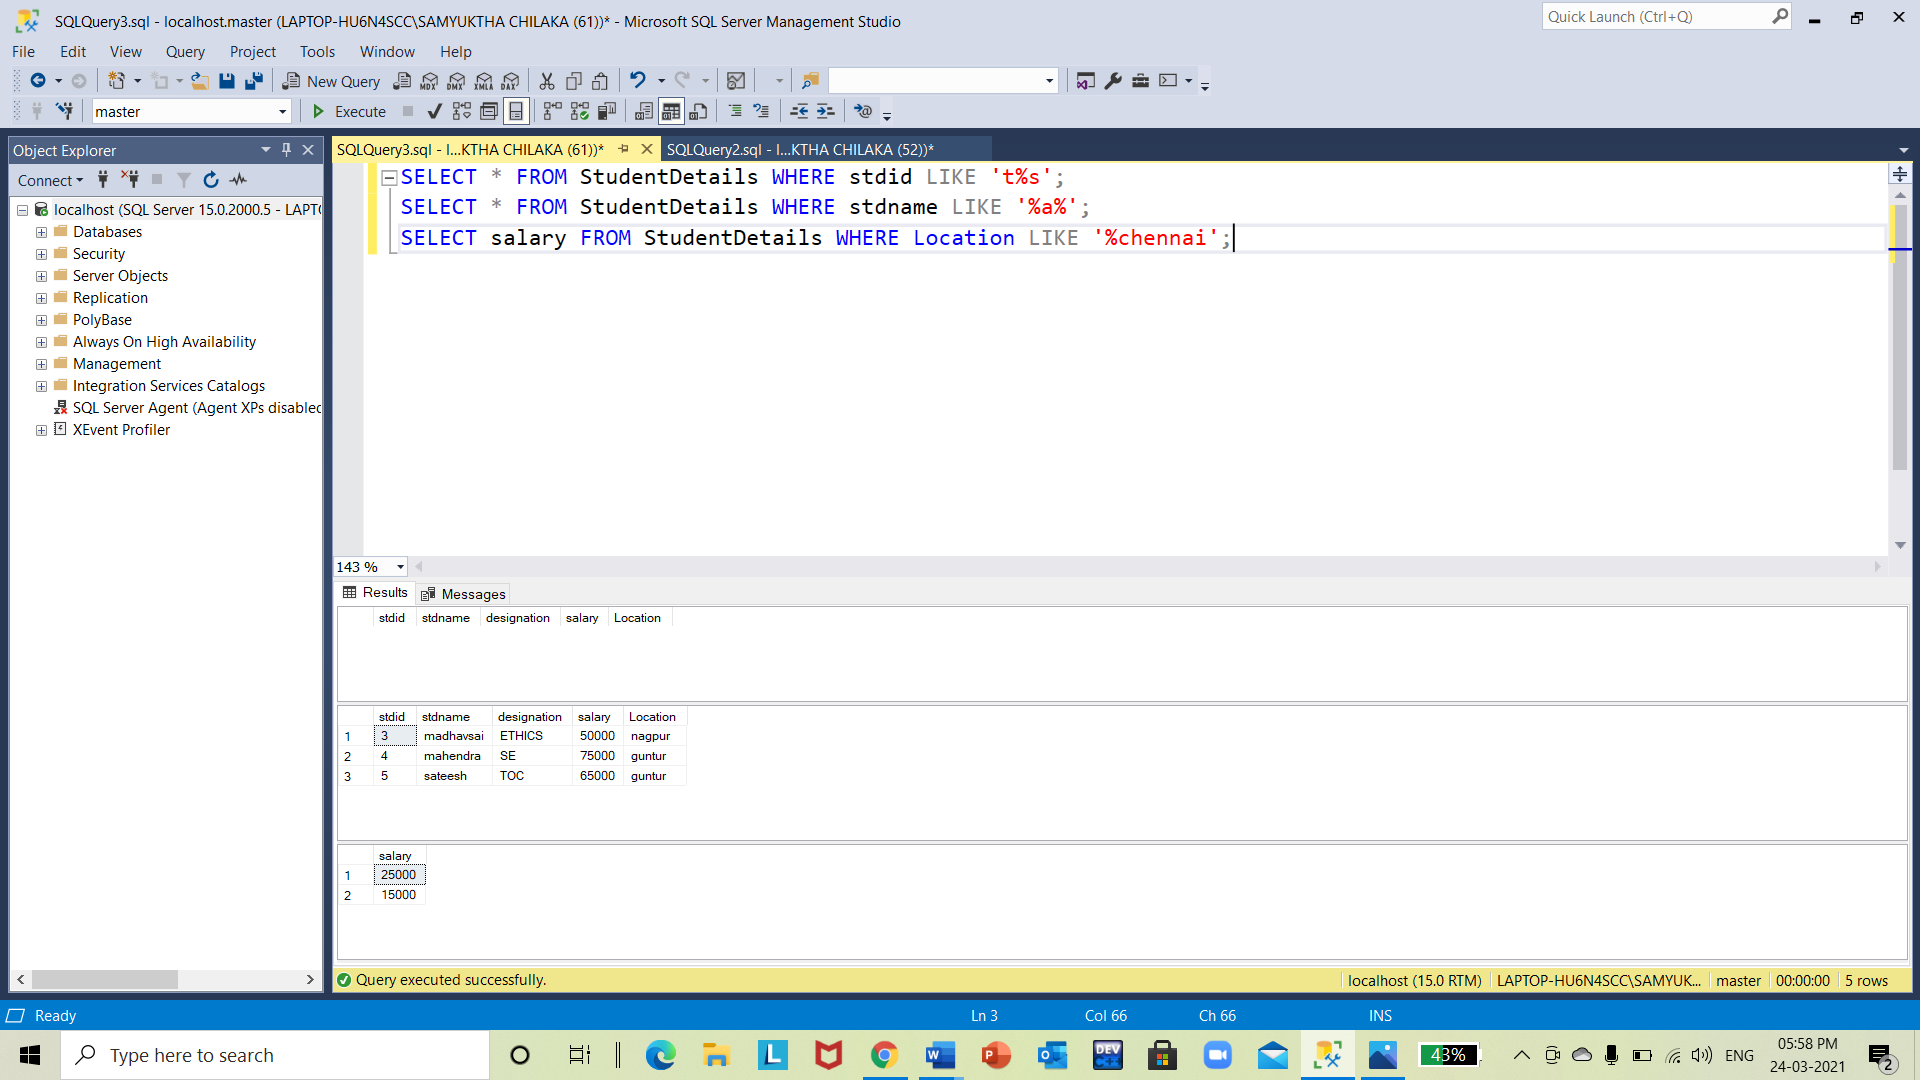 SQLQuery3.sql - localhost.master (LAPTOP-HU6N4SCC\SAMYUKTHA CHILAKA (61))* - Microsoft SQL Server Management Studio
Quick Launch (Ctrl+Q)
File Edit View Query Project Tools Window Help
New Query MDX DMX XMLA DAX
master Execute
Object Explorer
SQLQuery3.sql - l...KTHA CHILAKA (61))* SQLQuery2.sql - l...KTHA CHILAKA (52))*
Connect
localhost (SQL Server 15.0.2000.5 - LAPT
Databases
Security
Server Objects
Replication
PolyBase
Always On High Availability
Management
Integration Services Catalogs
SQL Server Agent (Agent XPs disabled
XEvent Profiler
SELECT * FROM StudentDetails WHERE stdid LIKE 't%s';
SELECT * FROM StudentDetails WHERE stdname LIKE '%a%';
SELECT salary FROM StudentDetails WHERE Location LIKE '%chennai';
143 %
Results Messages
stdid stdname designation salary Location
stdid stdname designation salary Location
1 3 madhavsai ETHICS 50000 nagpur
2 4 mahendra SE 75000 guntur
3 5 sateesh TOC 65000 guntur
salary
1 25000
2 15000
Query executed successfully. localhost (15.0 RTM) LAPTOP-HU6N4SCC\SAMYUK... master 00:00:00 5 rows
Ready Ln 3 Col 66 Ch 66 INS
Type here to search
L
W
P
DEV
C++
43%
ENG
05:58 PM
24-03-2021
2